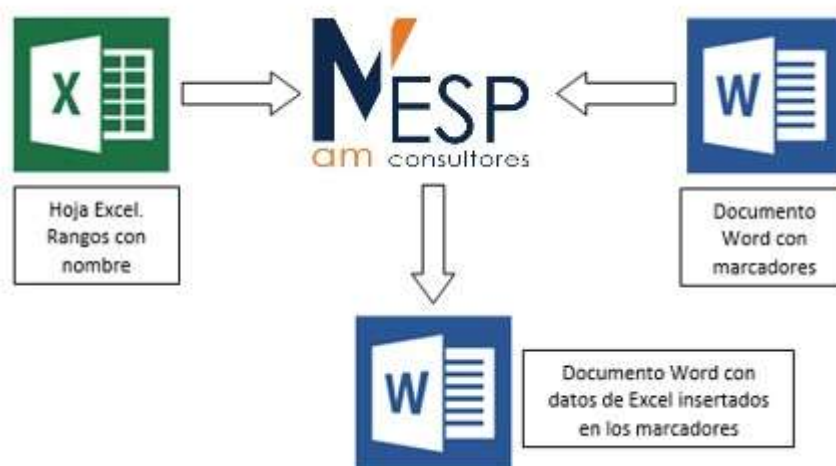 X
M'ESP
am consultores
W
Hoja Excel.
Rangos con
nombre
Documento
Word con
marcadores
W
Documento Word con
datos de Excel insertados
en los marcadores